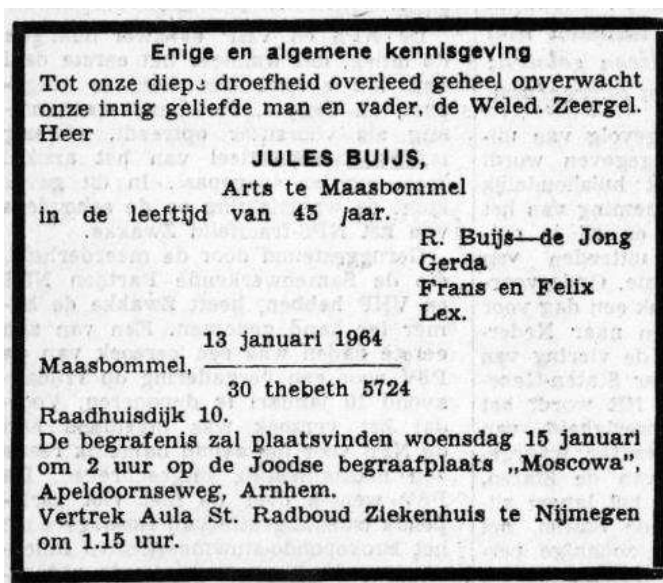 Enige en algemene kennisgeving
Tot onze diep: droefheid overleed geheel onverwacht
onze innig geliefde man en vader, de Weled. Zeergel.
Heer
JULES BUIJS,
Arts te Maasbommel
in de leeftijd van 45 jaar.
R. Buijs—de Jong
Gerda
Frans en Felix
Lex.
13 januari 1964
Maasbommel,
30 thbeth 5724
Raadhuisdijk 10.
De begrafenis zal plaatsvinden woensdag 15 januari
om 2 uur op de Joodse begraafplaats „Moscowa”,
Apeldoornseweg, Arnhem.
Vertrek Aula St. Radboud Ziekenhuis te Nijmegen
om 1.15 uur.